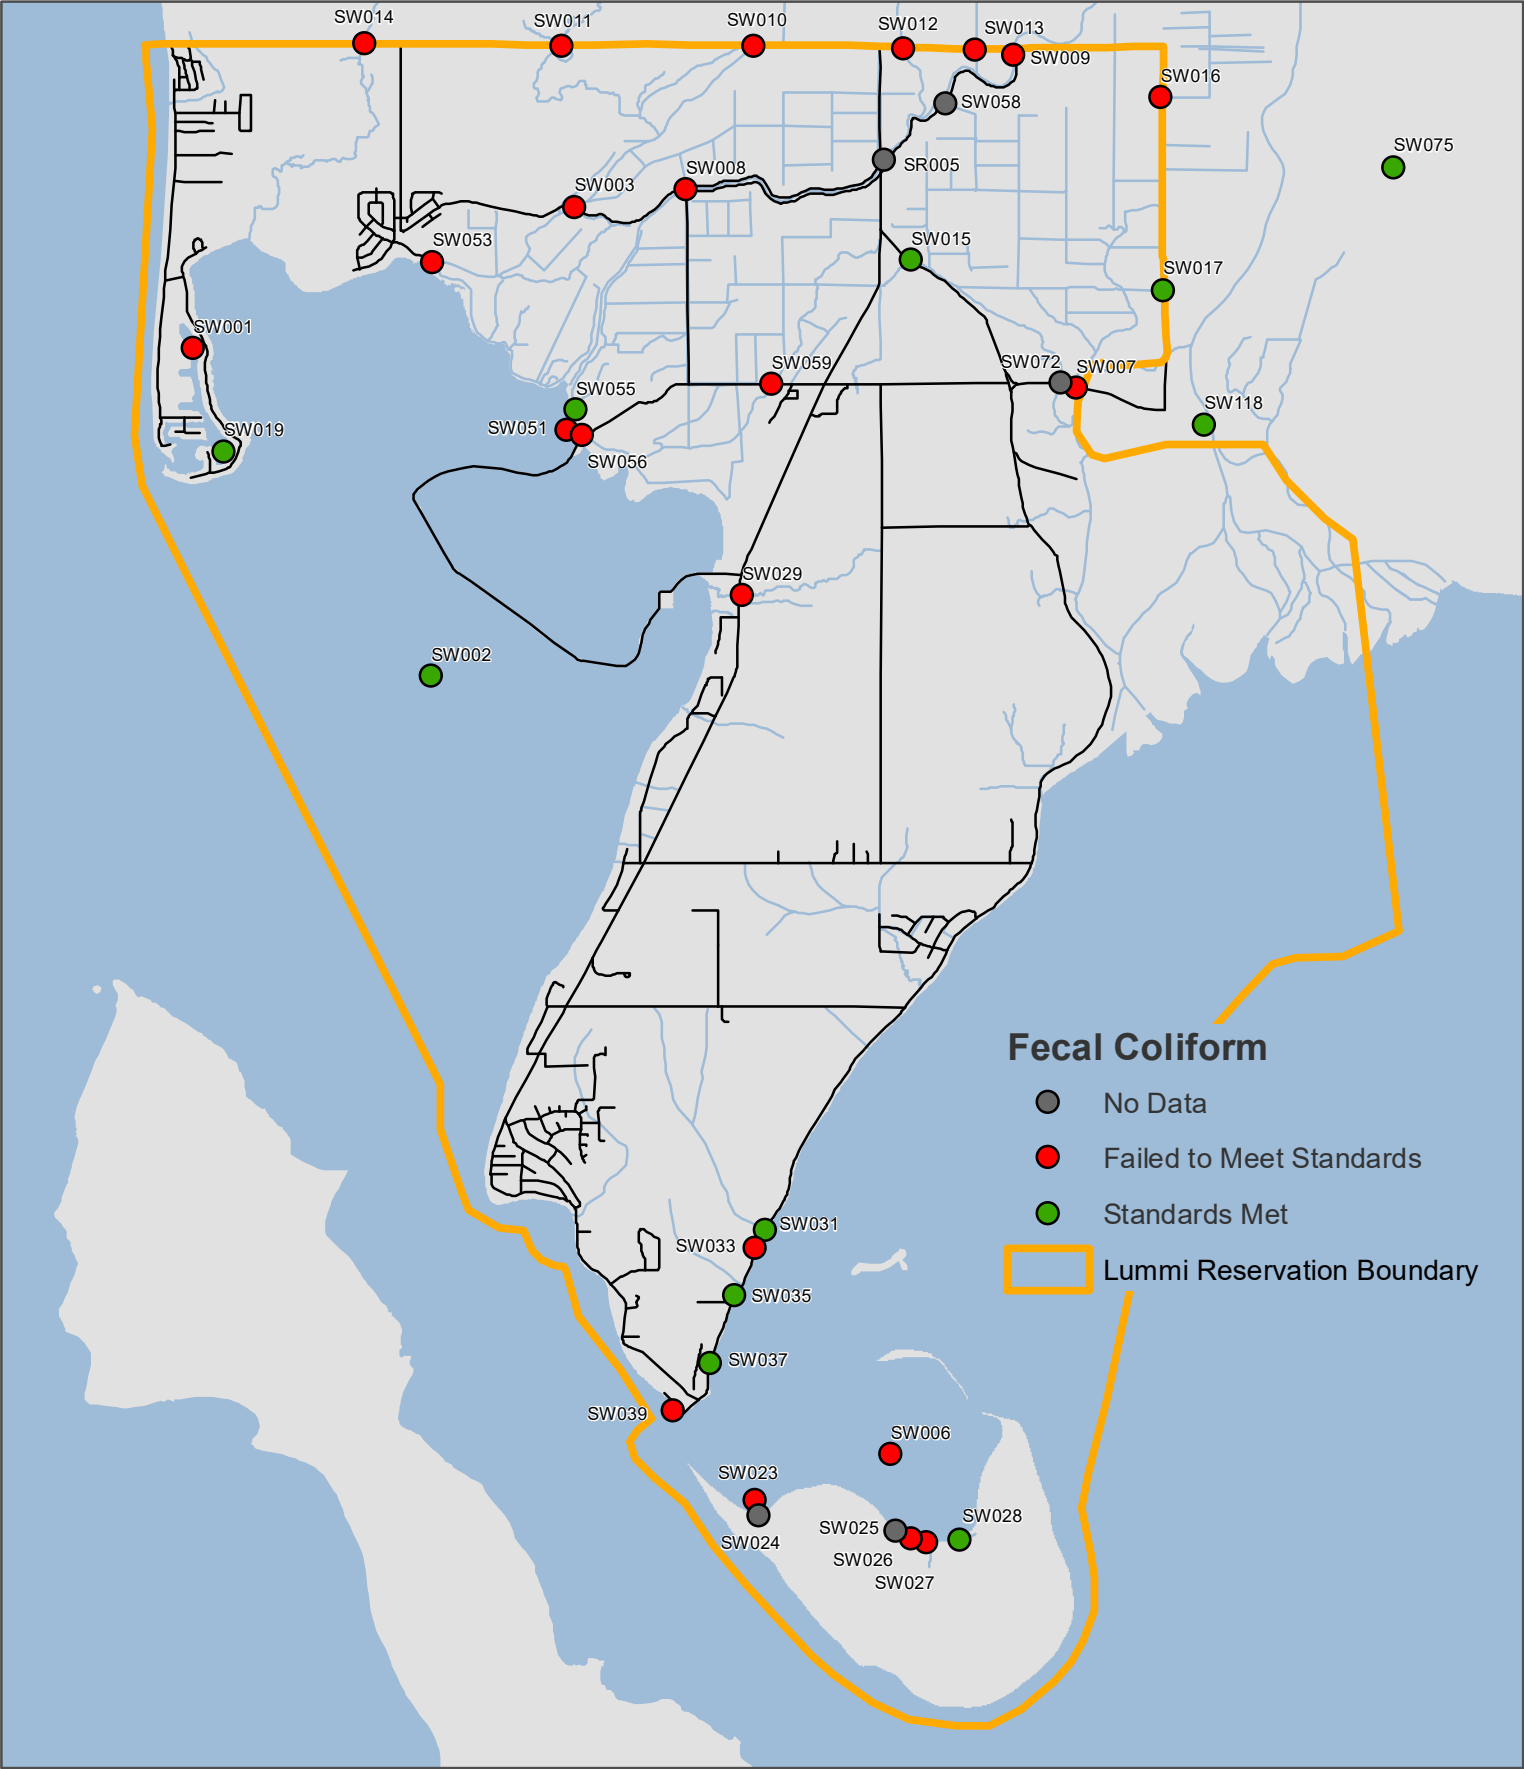 SW014
SW011
SW010
SW012
SW013
SW009
SW016
SW058
SW075
SR005
SW008
SW003
SW053
SW015
SW017
SW001
SW059
SW072
SW007
SW055
SW118
SW019
SW051
SW056
SW029
SW002
Fecal Coliform
No Data
Failed to Meet Standards
Standards Met
Lummi Reservation Boundary
SW031
SW033
SW035
SW037
SW039
SW006
SW023
SW024
SW025
SW028
SW026
SW027